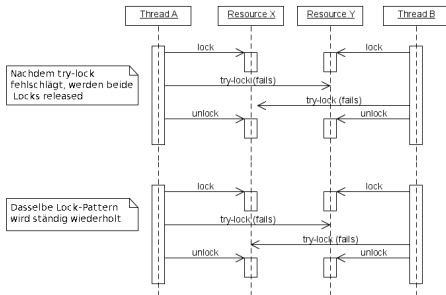 Thread A Resource X Resource Y Thread B
lock lock
Nachdem try-lock
fehlschlägt, werden beide
Locks released
try-lock(fails)
try-lock (fails)
unlock unlock
Dasselbe Lock-Pattern
wird ständig wiederholt
lock lock
try-lock (fails)
try-lock (fails)
unlock unlock